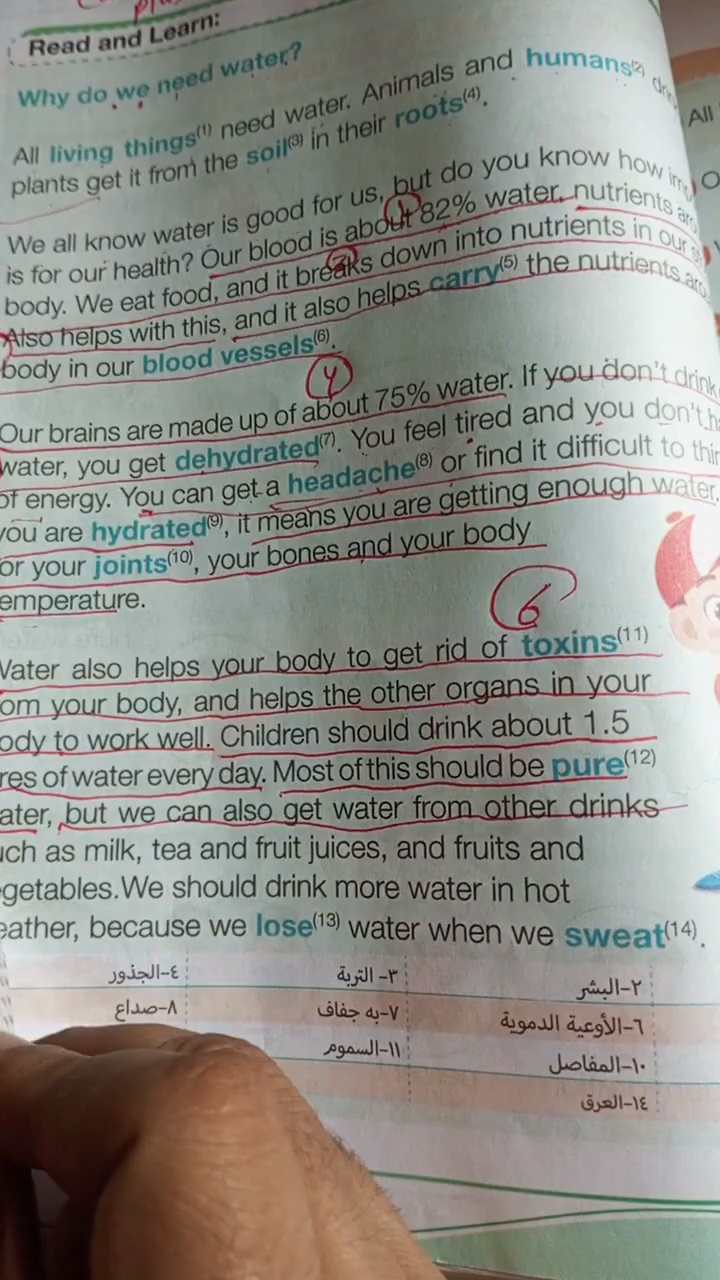 Read and Learn:
Why do we need water?
All living things(1) need water. Animals and humans(2)
plants get it from the soil(3) in their roots(4).
We all know water is good for us, but do you know how
is for our health? Our blood is about 82% water, nutrients
body. We eat food, and it breaks down into nutrients in our
Also helps with this, and it also helps carry(5) the nutrients
body in our blood vessels(6).
Our brains are made up of about 75% water. If you don't drink
water, you get dehydrated(7). You feel tired and you don't
of energy. You can get a headache(8) or find it difficult to
you are hydrated(9), it means you are getting enough water.
or your joints(10), your bones and your body
emperature.
Water also helps your body to get rid of toxins(11)
om your body, and helps the other organs in your
ody to work well. Children should drink about 1.5
res of water every day. Most of this should be pure(12)
ater, but we can also get water from other drinks
uch as milk, tea and fruit juices, and fruits and
getables.We should drink more water in hot
eather, because we lose(13) water when we sweat(14).
٢-البشر ٣- التربة ٤-الجذور
٦-الأوعية الدموية ٧-به جفاف ٨-صداع
١٠-المفاصل ١١-السموم
١٤-العرق
1
4
6
All